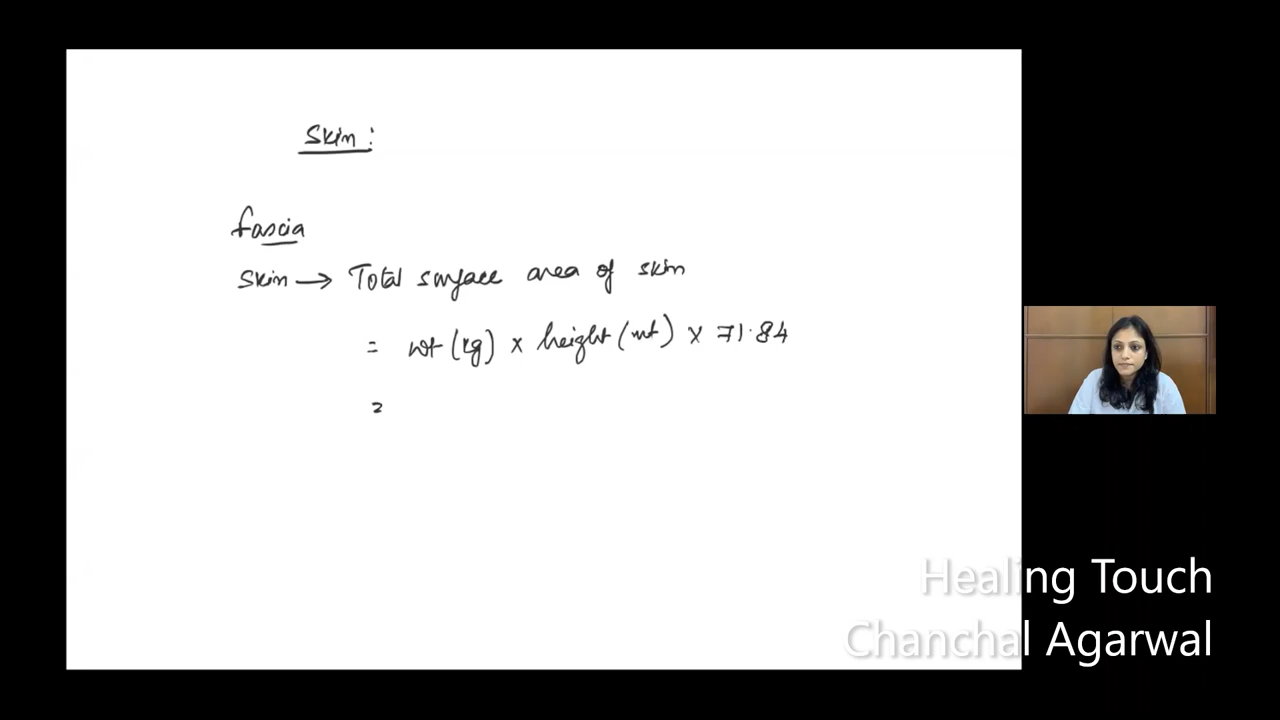 Skin :
fascia
Skin → Total surface area of skin
= wt (kg) × height (mt) × 71.84
=
Healing Touch
Chanchal Agarwal